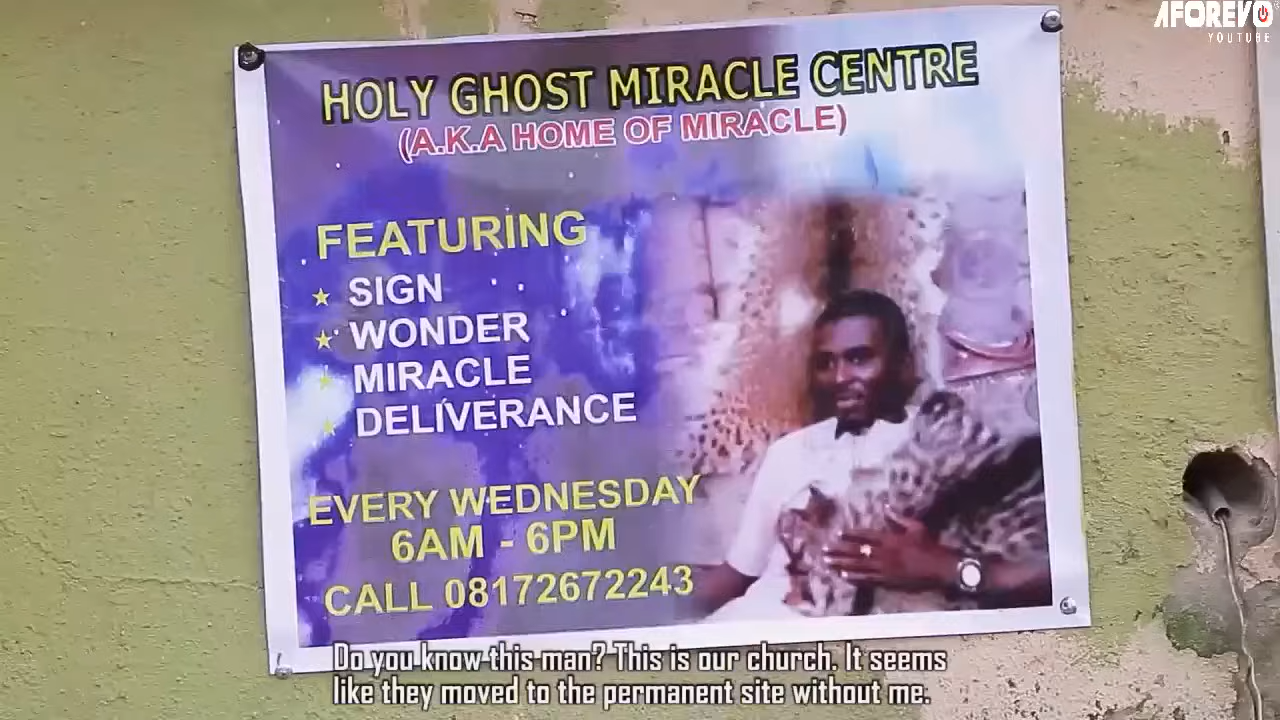 AFOREVO
YOUTUBE
HOLY GHOST MIRACLE CENTRE
(A.K.A HOME OF MIRACLE)
FEATURING
SIGN
WONDER
MIRACLE
DELIVERANCE
EVERY WEDNESDAY
6AM - 6PM
CALL 08172672243
Do you know this man? This is our church. It seems
like they moved to the permanent site without me.